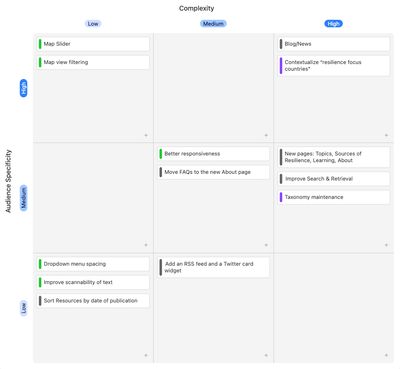 Complexity
Low
Medium
High
Audience Specificity
High
Map Slider
Map view filtering
+
+
Blog/News
Contextualize "resilience focus
countries"
+
Medium
+
Better responsiveness
Move FAQs to the new About page
+
New pages: Topics, Sources of
Resilience, Learning, About
Improve Search & Retrieval
Taxonomy maintenance
+
Low
Dropdown menu spacing
Improve scannability of text
Sort Resources by date of publication
+
Add an RSS feed and a Twitter card
widget
+
+